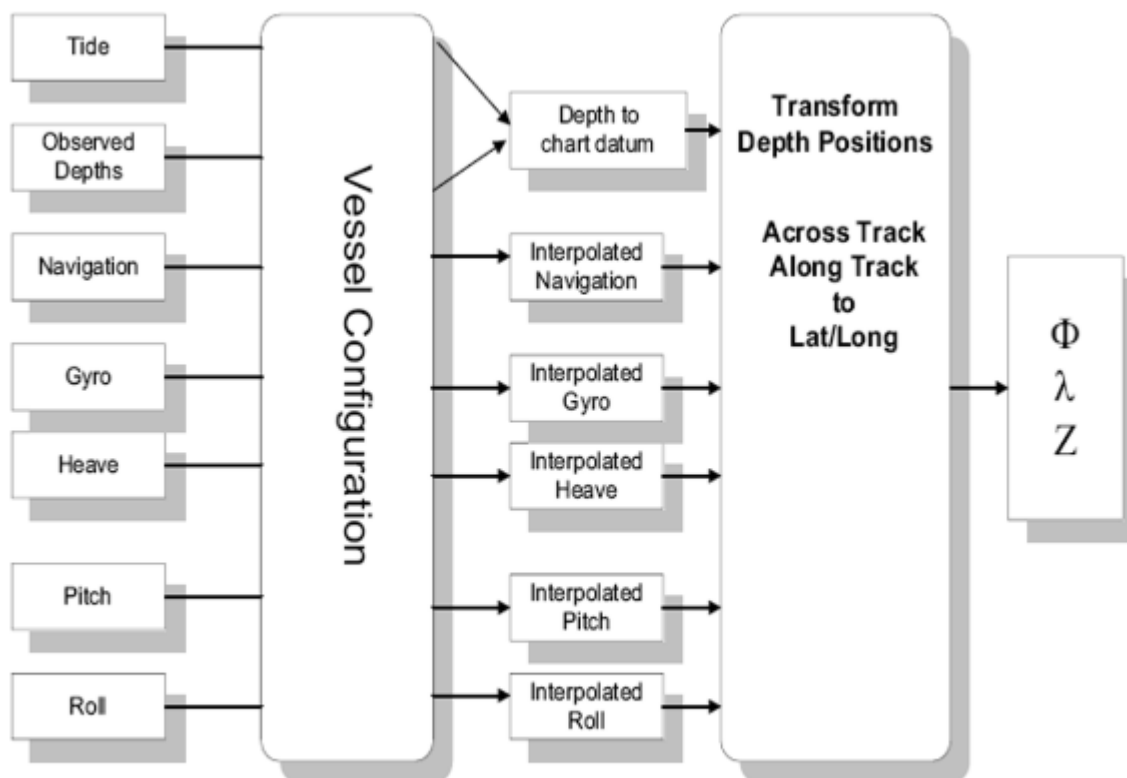 Tide
Observed
Depths
Navigation
Gyro
Heave
Pitch
Roll
Vessel Configuration
Depth to
chart datum
Interpolated
Navigation
Interpolated
Gyro
Interpolated
Heave
Interpolated
Pitch
Interpolated
Roll
Transform
Depth Positions
Across Track
Along Track
to
Lat/Long
Φ
λ
Z